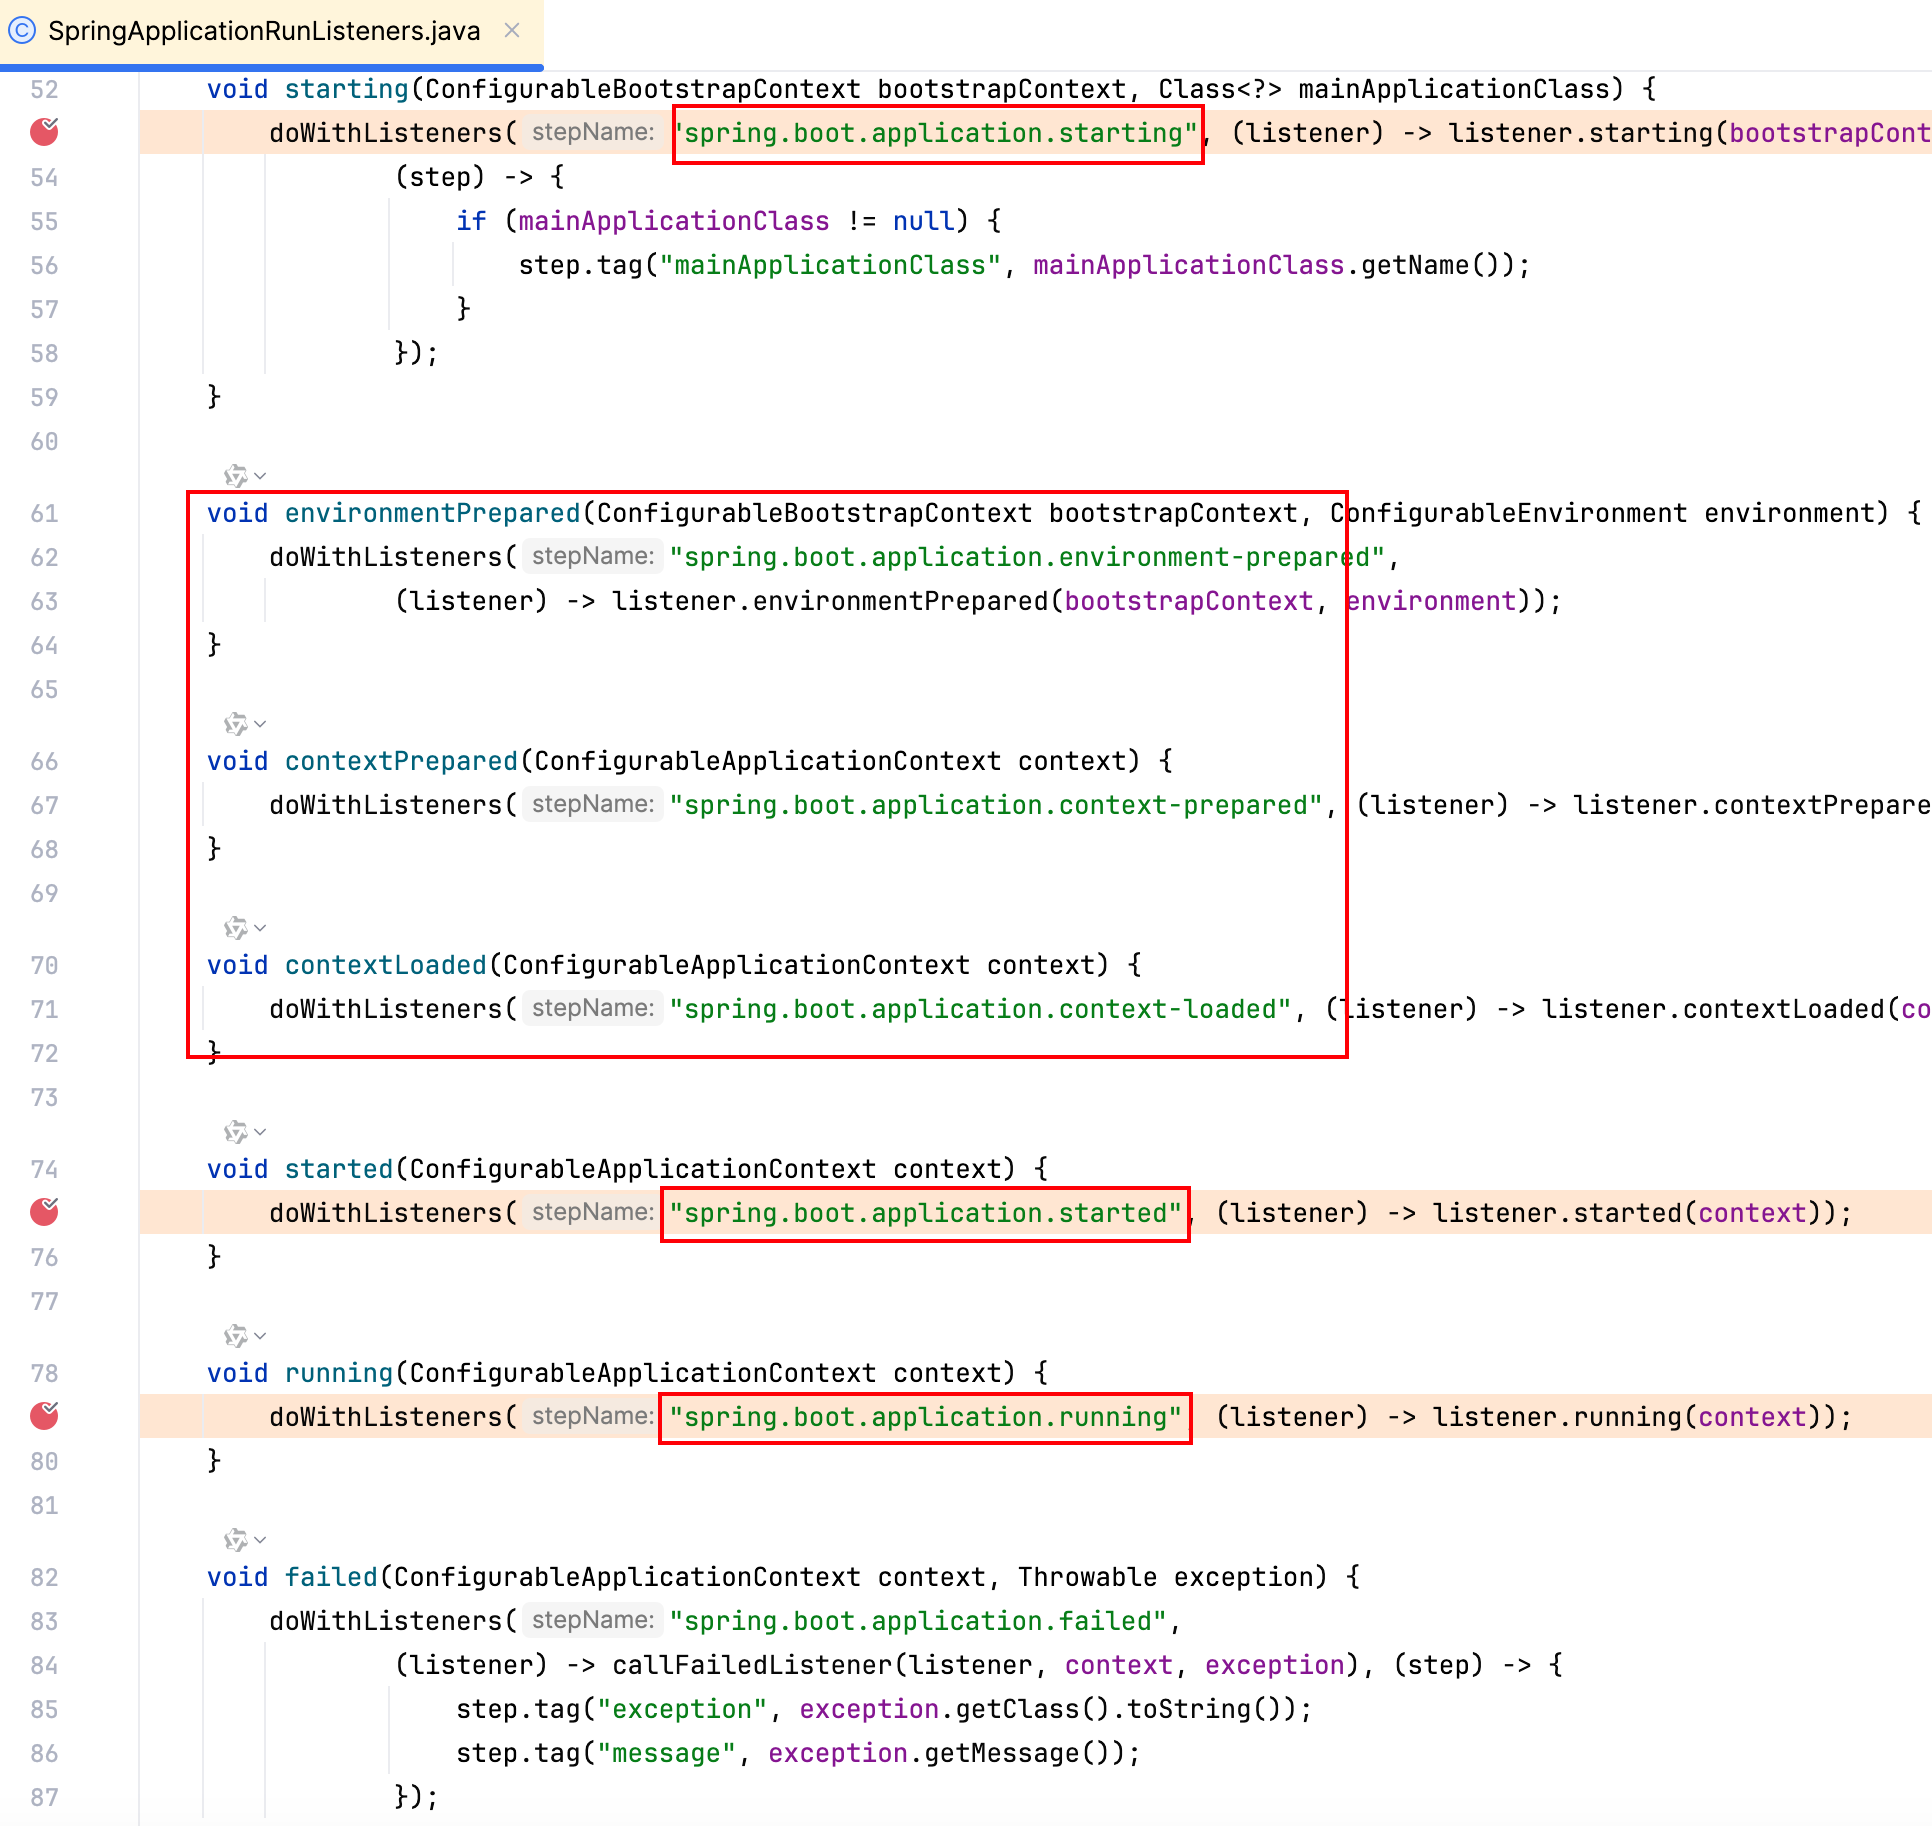 SpringApplicationRunListeners.java
52 void starting(ConfigurableBootstrapContext bootstrapContext, Class<?> mainApplicationClass) {
doWithListeners( stepName: "spring.boot.application.starting", (listener) -> listener.starting(bootstrapCont
54 (step) -> {
55 if (mainApplicationClass != null) {
56 step.tag("mainApplicationClass", mainApplicationClass.getName());
57 }
58 });
59 }
60
61 void environmentPrepared(ConfigurableBootstrapContext bootstrapContext, ConfigurableEnvironment environment) {
62 doWithListeners( stepName: "spring.boot.application.environment-prepared",
63 (listener) -> listener.environmentPrepared(bootstrapContext, environment));
64 }
65
66 void contextPrepared(ConfigurableApplicationContext context) {
67 doWithListeners( stepName: "spring.boot.application.context-prepared", (listener) -> listener.contextPrepare
68 }
69
70 void contextLoaded(ConfigurableApplicationContext context) {
71 doWithListeners( stepName: "spring.boot.application.context-loaded", (listener) -> listener.contextLoaded(co
72 }
73
74 void started(ConfigurableApplicationContext context) {
doWithListeners( stepName: "spring.boot.application.started", (listener) -> listener.started(context));
76 }
77
78 void running(ConfigurableApplicationContext context) {
doWithListeners( stepName: "spring.boot.application.running" (listener) -> listener.running(context));
80 }
81
82 void failed(ConfigurableApplicationContext context, Throwable exception) {
83 doWithListeners( stepName: "spring.boot.application.failed",
84 (listener) -> callFailedListener(listener, context, exception), (step) -> {
85 step.tag("exception", exception.getClass().toString());
86 step.tag("message", exception.getMessage());
87 });